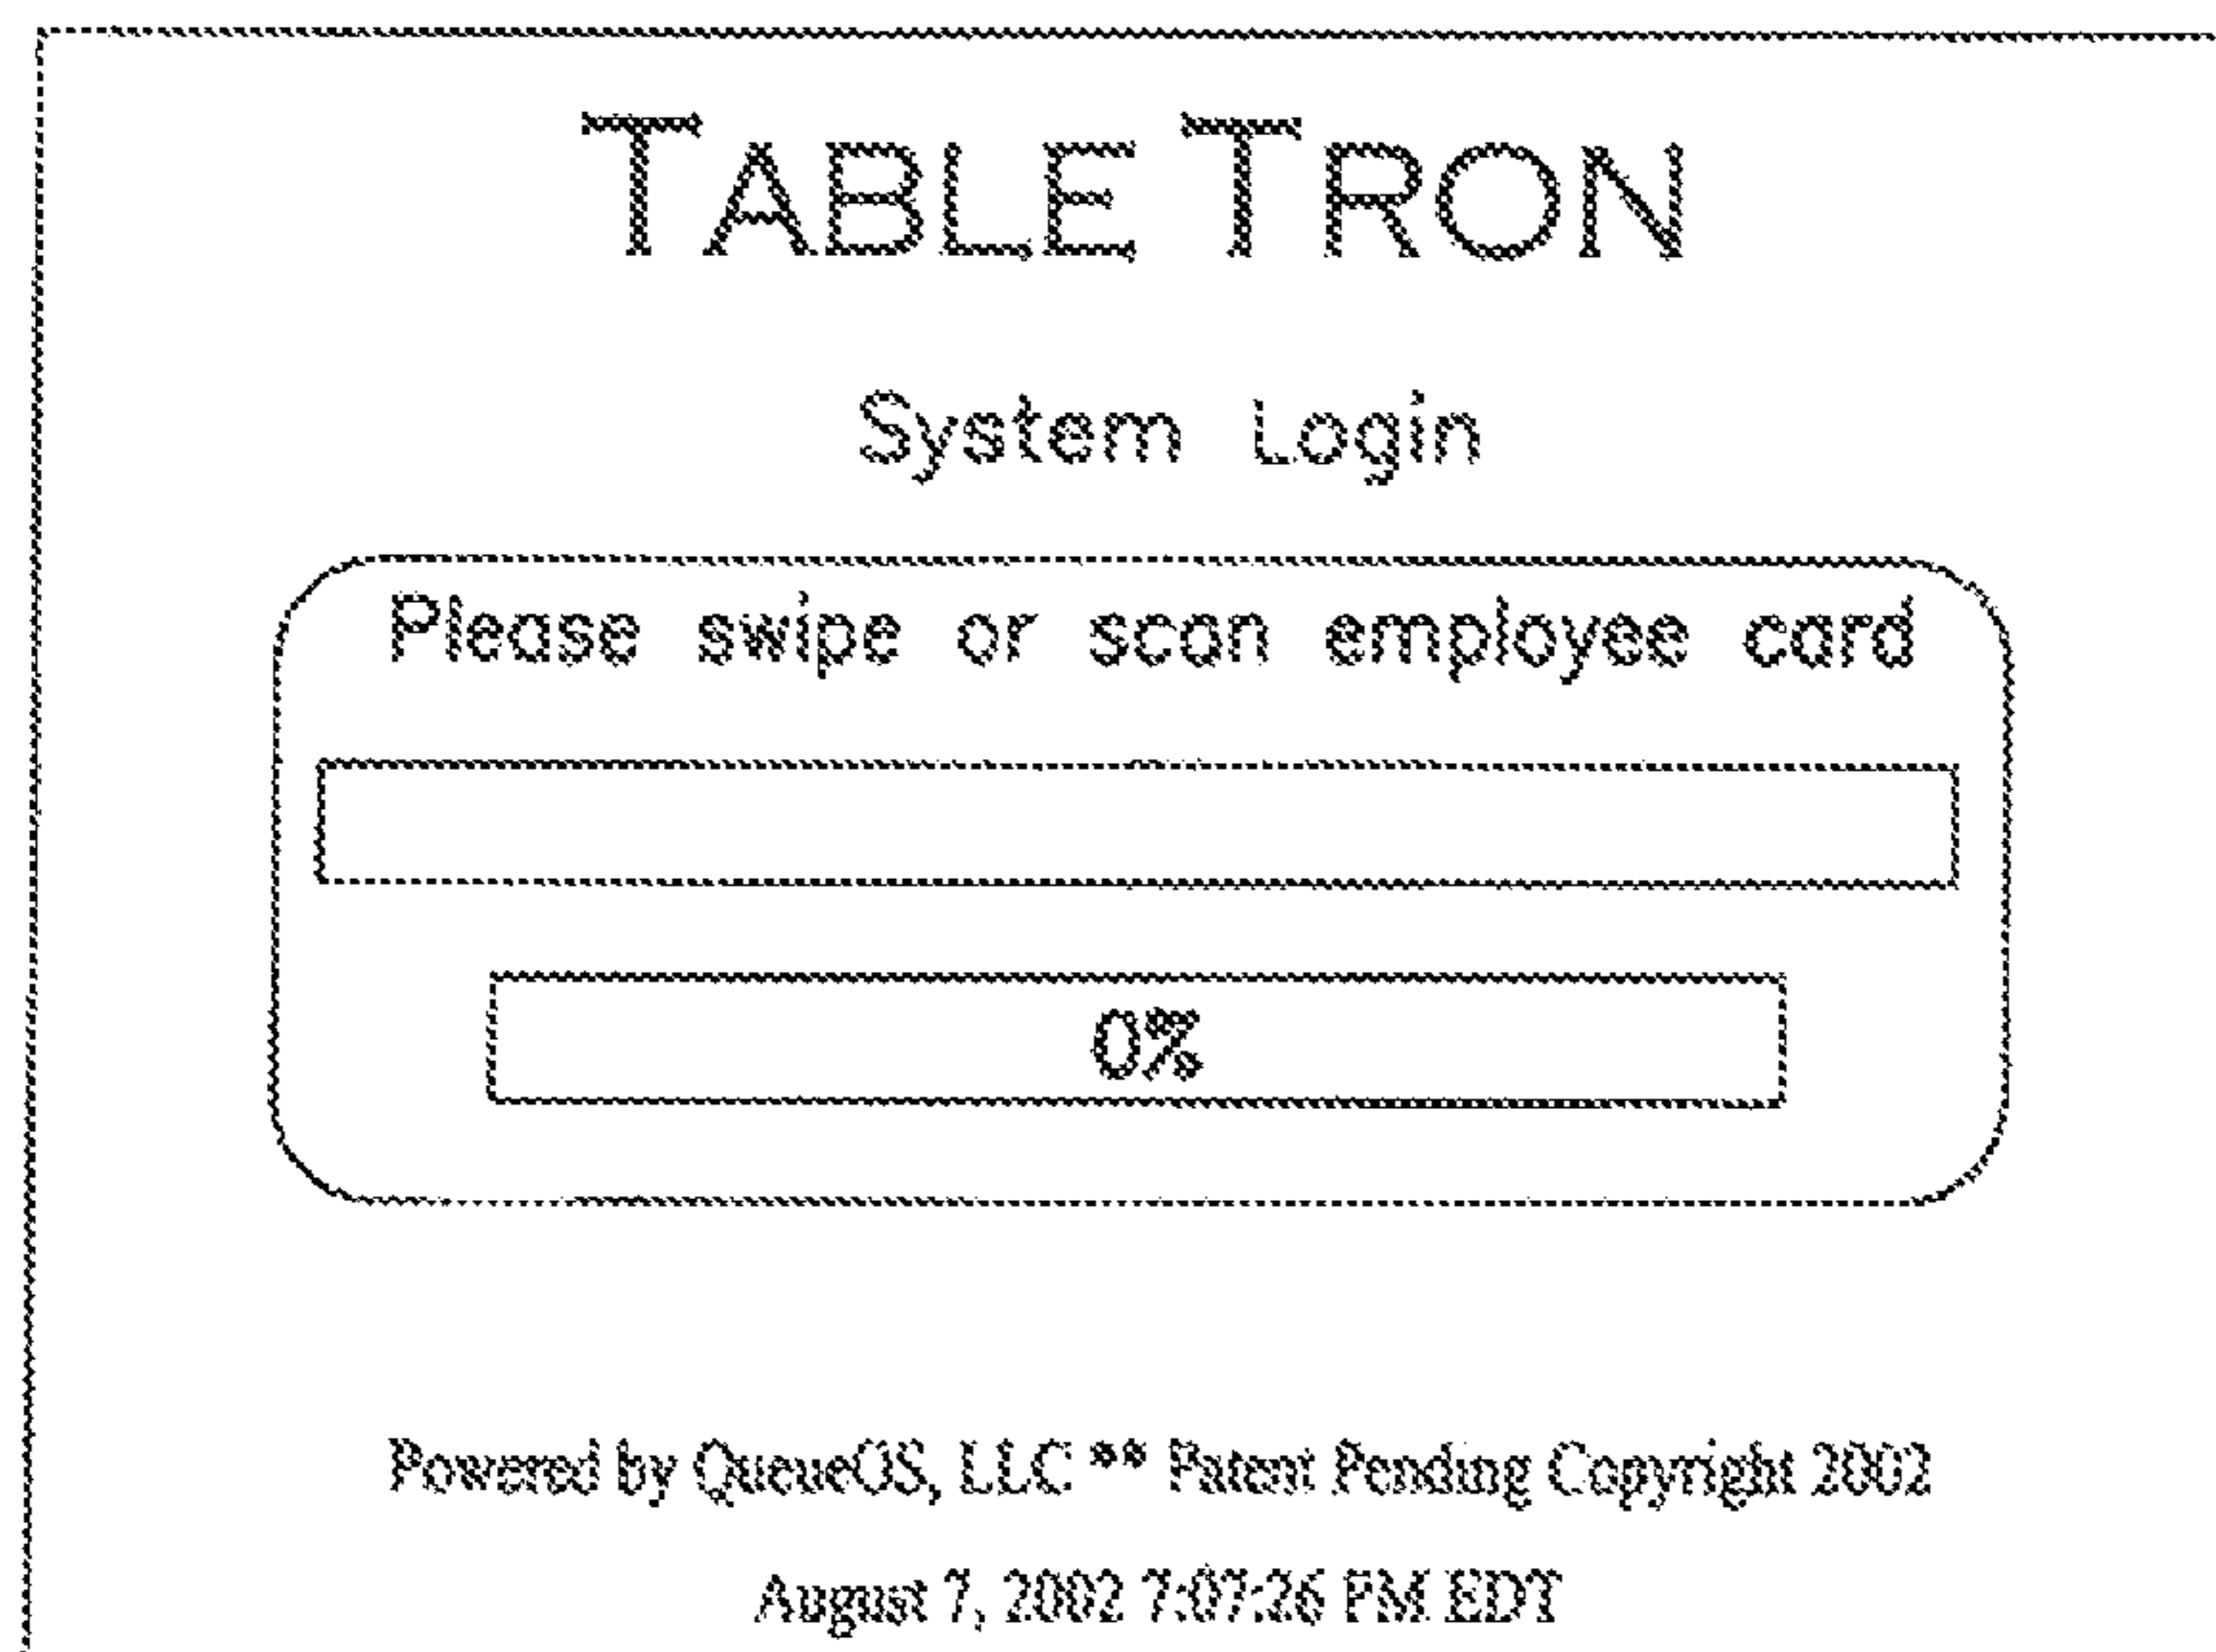 TABLE TRON
System Login
Please swipe or scan employee card
0%
Powered by QueueOS, LLC ** Patent Pending Copyright 2002
August 7, 2002 7:07:26 PM EDT